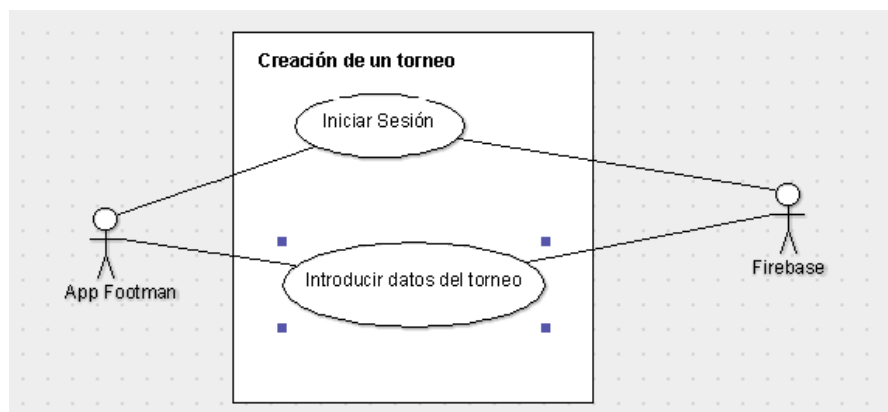 Creación de un torneo
Iniciar Sesión
Introducir datos del torneo
App Footman
Firebase